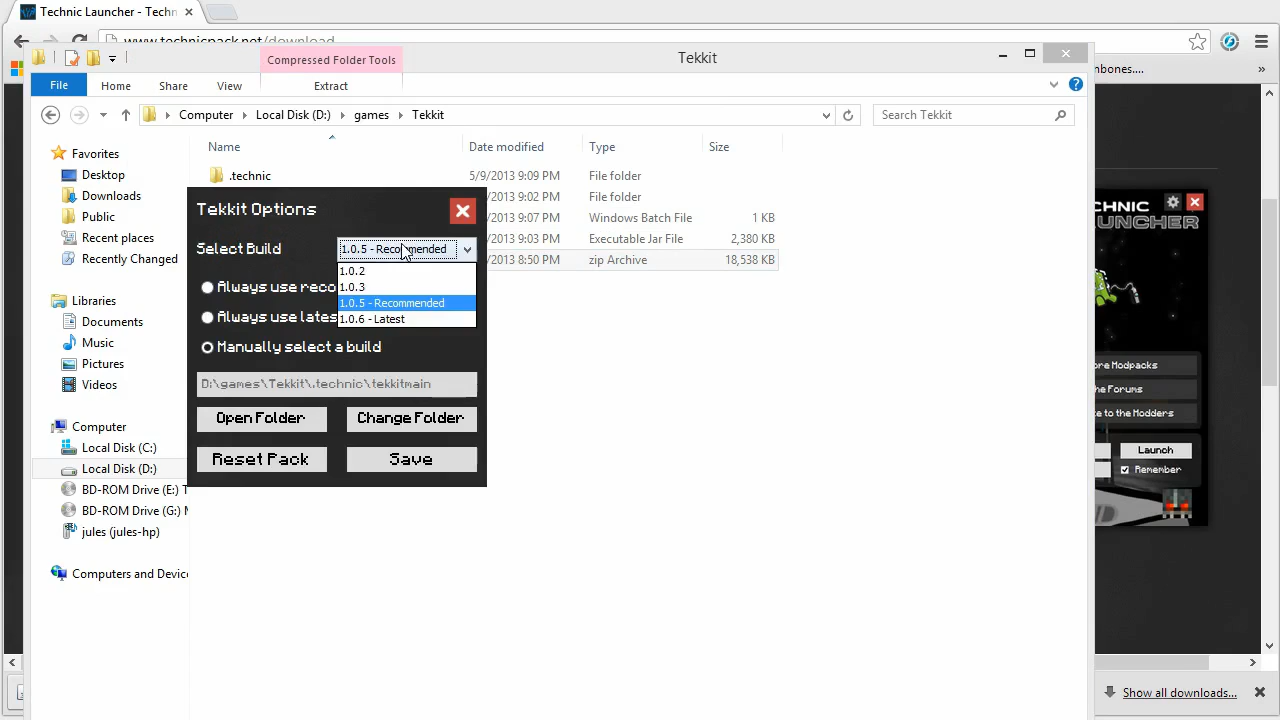 Technic Launcher - Techn
www.technicpack.net/download
Compressed Folder Tools
Tekkit
File
Home
Share
View
Extract
Computer
Local Disk (D:)
games
Tekkit
Search Tekkit
nbones....
»
Name
Date modified
Type
Size
Favorites
Desktop
Downloads
Public
Recent places
Recently Changed
Libraries
Documents
Music
Pictures
Videos
Computer
Local Disk (C:)
Local Disk (D:)
BD-ROM Drive (E:) T
BD-ROM Drive (G:) M
jules (jules-hp)
Computers and Device
.technic
5/9/2013 9:09 PM
File folder
/2013 9:02 PM
File folder
/2013 9:07 PM
Windows Batch File
1 KB
/2013 9:03 PM
Executable Jar File
2,380 KB
/2013 8:50 PM
zip Archive
18,538 KB
Tekkit Options
Select Build
1.0.5 - Recommended
1.0.2
1.0.3
1.0.5 - Recommended
1.0.6 - Latest
Always use reco
Always use lates
Manually select a build
D:\games\Tekkit\.technic\tekkitmain
Open Folder
Change Folder
Reset Pack
Save
CHNIC
AUNCHER
ore Modpacks
the Forums
te to the Modders
Launch
Remember
Show all downloads...